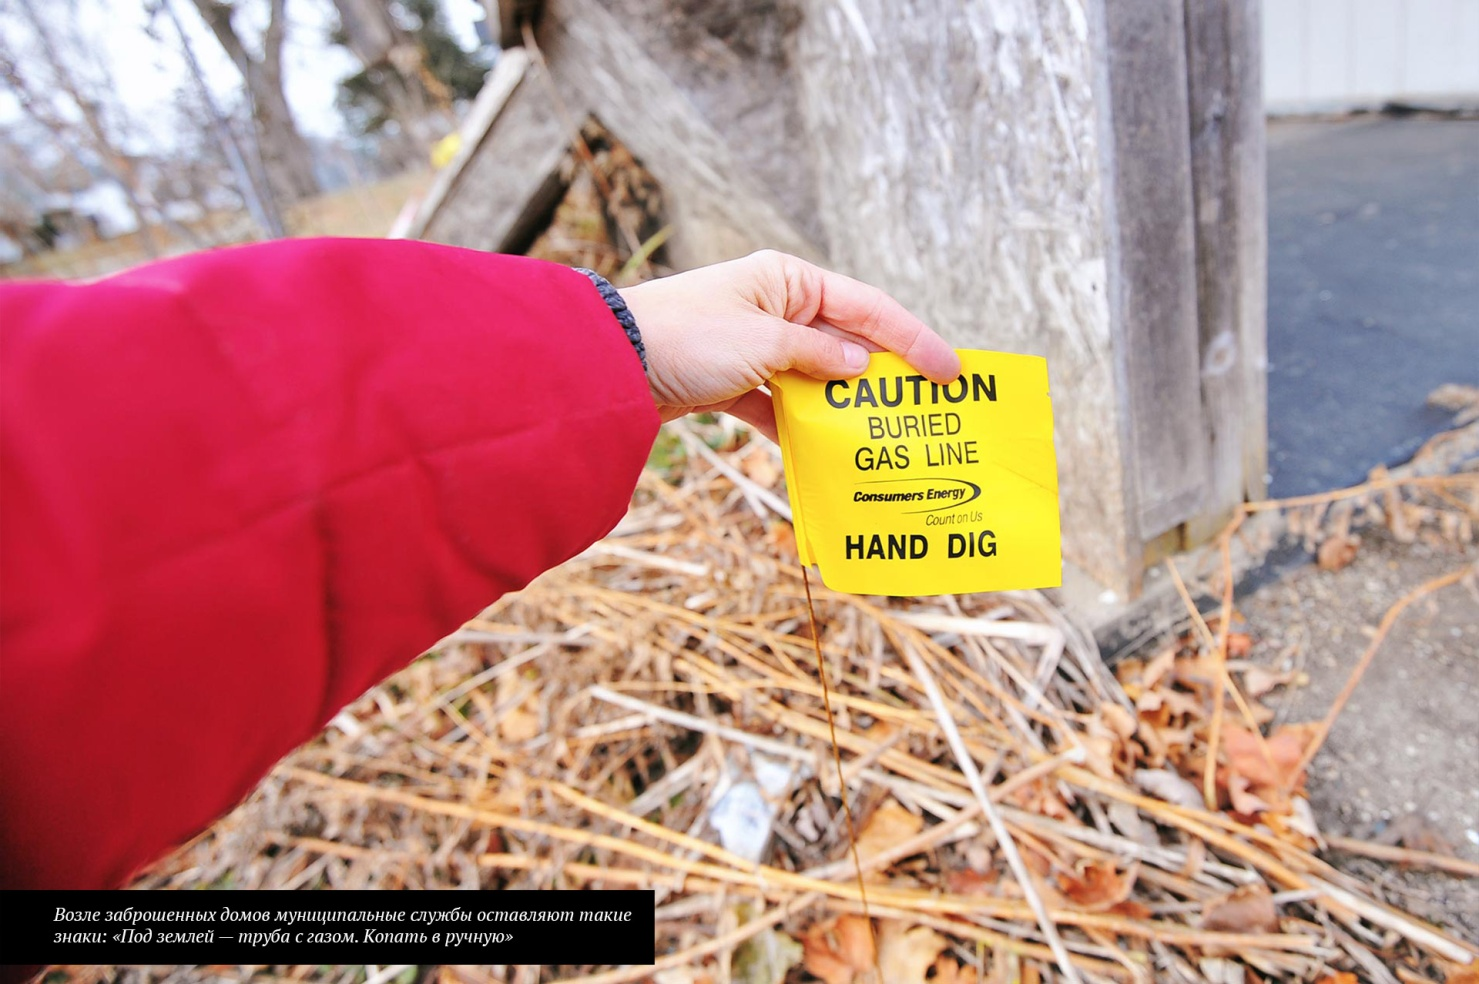 CAUTION
BURIED
GAS LINE
Consumers Energy
Count on Us
HAND DIG
Возле заброшенных домов муниципальные службы оставляют такие
знаки: «Под землей — труба с газом. Копать в ручную»